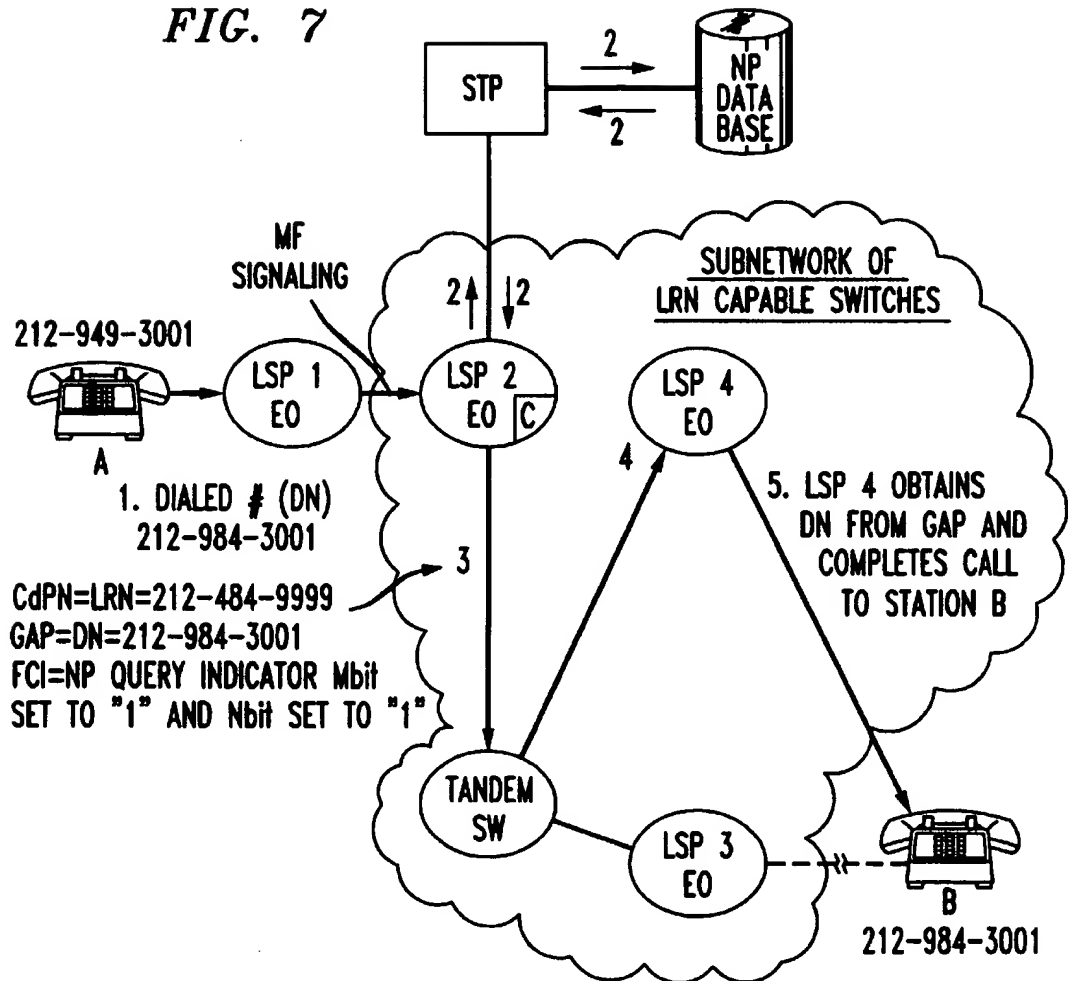 FIG. 7
STP
2
2
NP
DATA
BASE
MF
SIGNALING
2
2
SUBNETWORK OF
LRN CAPABLE SWITCHES
212-949-3001
A
LSP 1
EO
LSP 2
EO
C
LSP 4
EO
1. DIALED # (DN)
212-984-3001
3
4
5. LSP 4 OBTAINS
DN FROM GAP AND
COMPLETES CALL
TO STATION B
CdPN=LRN=212-484-9999
GAP=DN=212-984-3001
FCI=NP QUERY INDICATOR Mbit
SET TO "1" AND Nbit SET TO "1"
TANDEM
SW
LSP 3
EO
B
212-984-3001